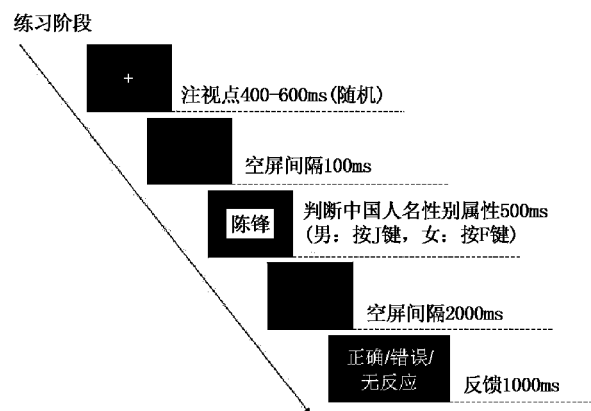 练习阶段
+
注视点400-600ms(随机)
空屏间隔100ms
陈锋
判断中国人名性别属性500ms
(男：按J键，女：按F键)
空屏间隔2000ms
正确/错误/
无反应
反馈1000ms